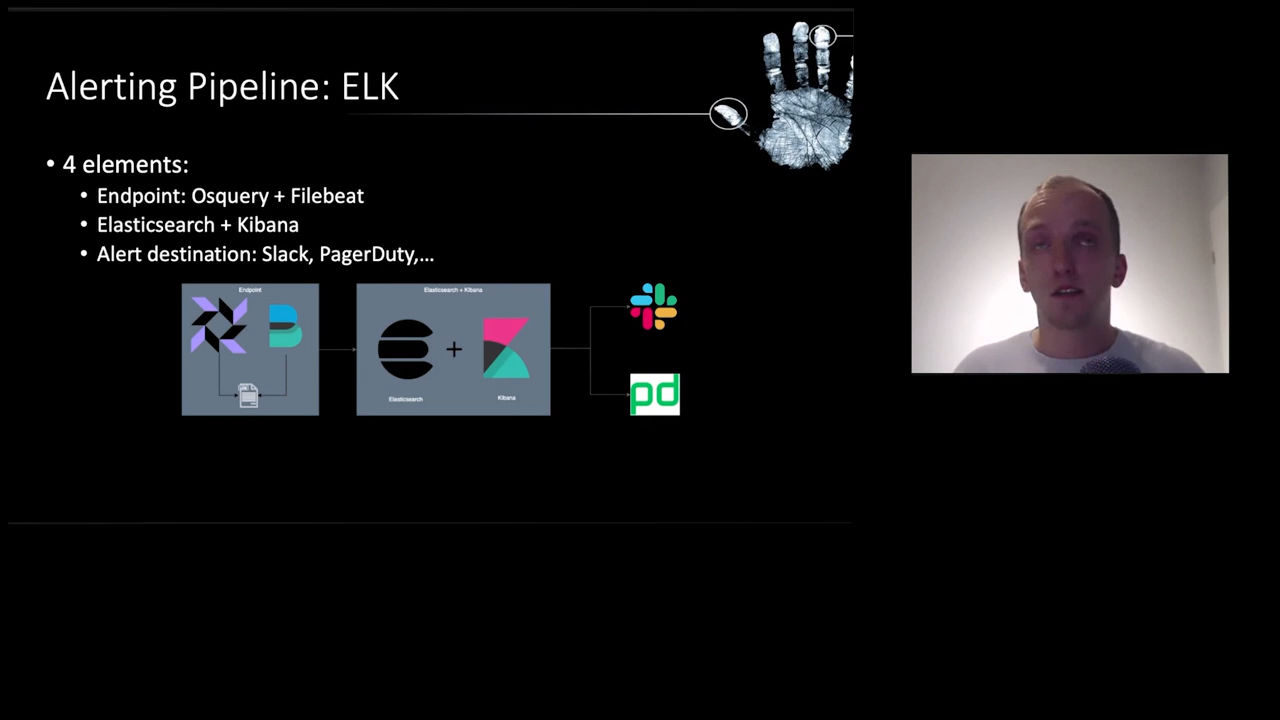 Alerting Pipeline: ELK
• 4 elements:
• Endpoint: Osquery + Filebeat
• Elasticsearch + Kibana
• Alert destination: Slack, PagerDuty,...
Endpoint
Elasticsearch + Kibana
+
Elasticsearch
Kibana
pd